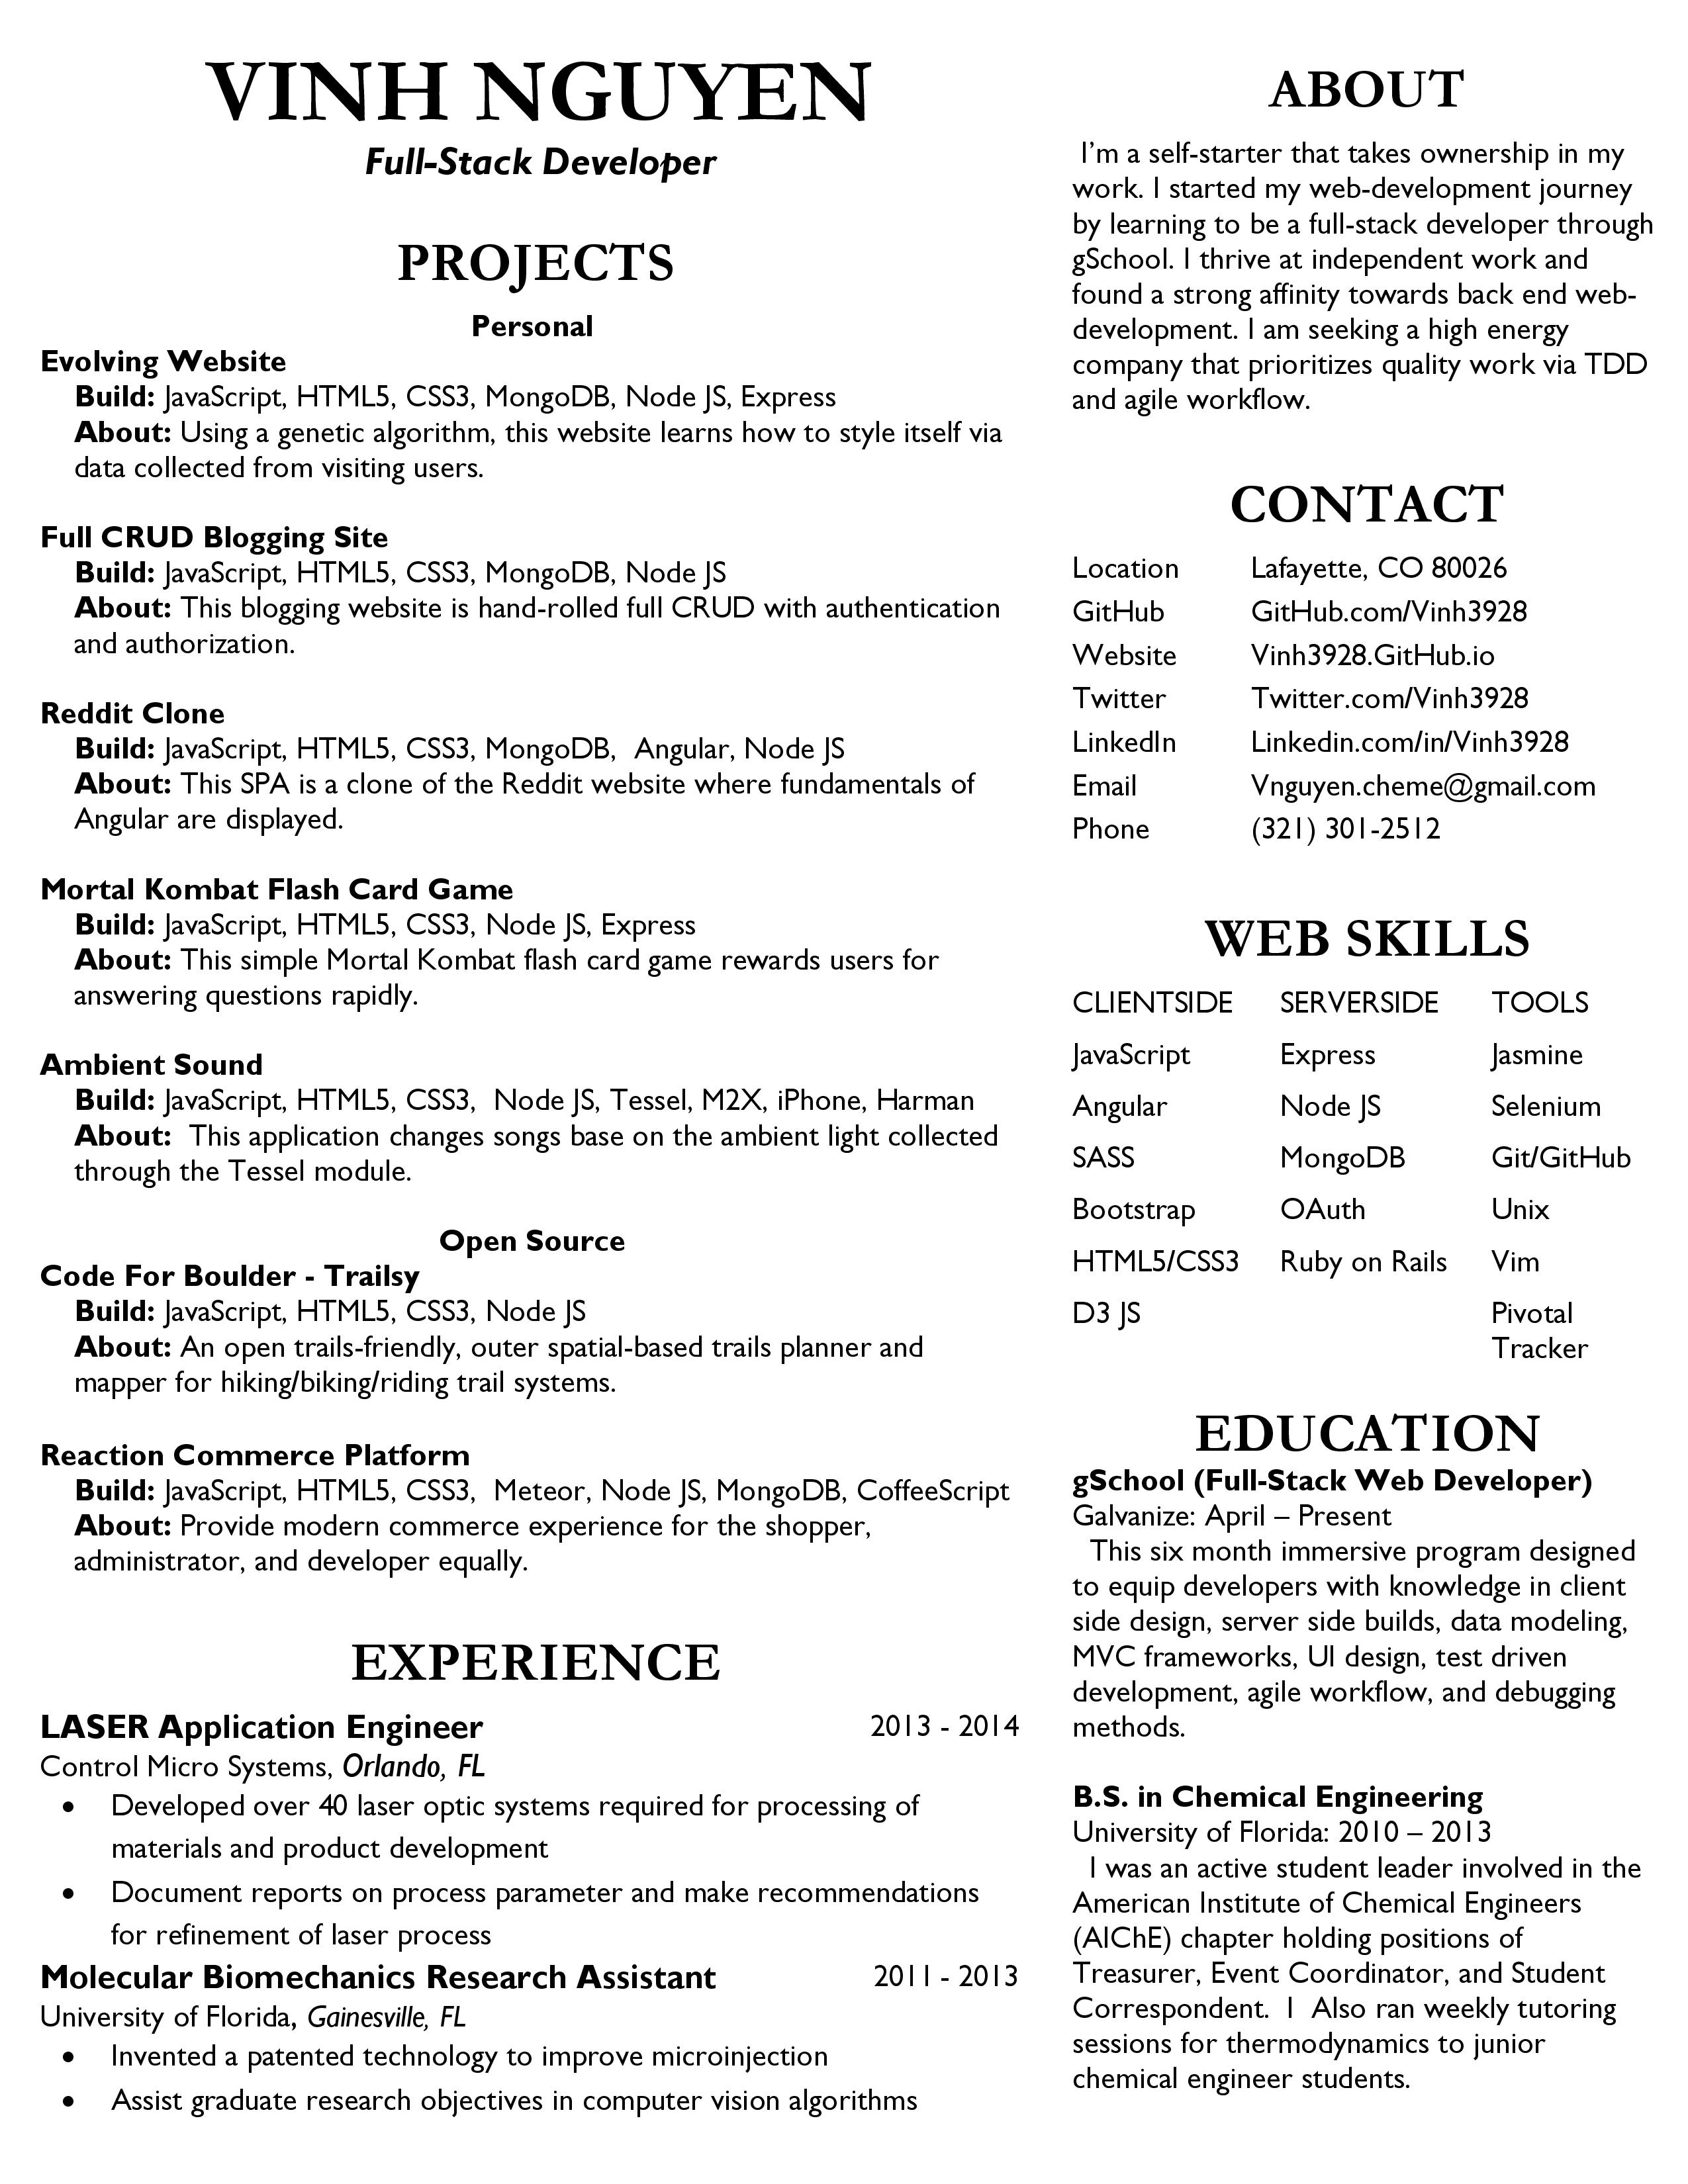 VINH NGUYEN
Full-Stack Developer
PROJECTS
Personal
Evolving Website
Build: JavaScript, HTML5, CSS3, MongoDB, Node JS, Express
About: Using a genetic algorithm, this website learns how to style itself via
data collected from visiting users.
Full CRUD Blogging Site
Build: JavaScript, HTML5, CSS3, MongoDB, Node JS
About: This blogging website is hand-rolled full CRUD with authentication
and authorization.
Reddit Clone
Build: JavaScript, HTML5, CSS3, MongoDB,  Angular, Node JS
About: This SPA is a clone of the Reddit website where fundamentals of
Angular are displayed.
Mortal Kombat Flash Card Game
Build: JavaScript, HTML5, CSS3, Node JS, Express
About: This simple Mortal Kombat flash card game rewards users for
answering questions rapidly.
Ambient Sound
Build: JavaScript, HTML5, CSS3,  Node JS, Tessel, M2X, iPhone, Harman
About:  This application changes songs base on the ambient light collected
through the Tessel module.
Open Source
Code For Boulder - Trailsy
Build: JavaScript, HTML5, CSS3, Node JS
About: An open trails-friendly, outer spatial-based trails planner and
mapper for hiking/biking/riding trail systems.
Reaction Commerce Platform
Build: JavaScript, HTML5, CSS3,  Meteor, Node JS, MongoDB, CoffeeScript
About: Provide modern commerce experience for the shopper,
administrator, and developer equally.
EXPERIENCE
LASER Application Engineer 2013 - 2014
Control Micro Systems, Orlando, FL
• Developed over 40 laser optic systems required for processing of
materials and product development
• Document reports on process parameter and make recommendations
for refinement of laser process
Molecular Biomechanics Research Assistant 2011 - 2013
University of Florida, Gainesville, FL
• Invented a patented technology to improve microinjection
• Assist graduate research objectives in computer vision algorithms
ABOUT
I'm a self-starter that takes ownership in my
work. I started my web-development journey
by learning to be a full-stack developer through
gSchool. I thrive at independent work and
found a strong affinity towards back end web-
development. I am seeking a high energy
company that prioritizes quality work via TDD
and agile workflow.
CONTACT
Location Lafayette, CO 80026
GitHub GitHub.com/Vinh3928
Website Vinh3928.GitHub.io
Twitter Twitter.com/Vinh3928
LinkedIn Linkedin.com/in/Vinh3928
Email Vnguyen.cheme@gmail.com
Phone (321) 301-2512
WEB SKILLS
CLIENTSIDE SERVERSIDE TOOLS
JavaScript Express Jasmine
Angular Node JS Selenium
SASS MongoDB Git/GitHub
Bootstrap OAuth Unix
HTML5/CSS3 Ruby on Rails Vim
D3 JS Pivotal
Tracker
EDUCATION
gSchool (Full-Stack Web Developer)
Galvanize: April – Present
This six month immersive program designed
to equip developers with knowledge in client
side design, server side builds, data modeling,
MVC frameworks, UI design, test driven
development, agile workflow, and debugging
methods.
B.S. in Chemical Engineering
University of Florida: 2010 – 2013
I was an active student leader involved in the
American Institute of Chemical Engineers
(AIChE) chapter holding positions of
Treasurer, Event Coordinator, and Student
Correspondent.  I  Also ran weekly tutoring
sessions for thermodynamics to junior
chemical engineer students.